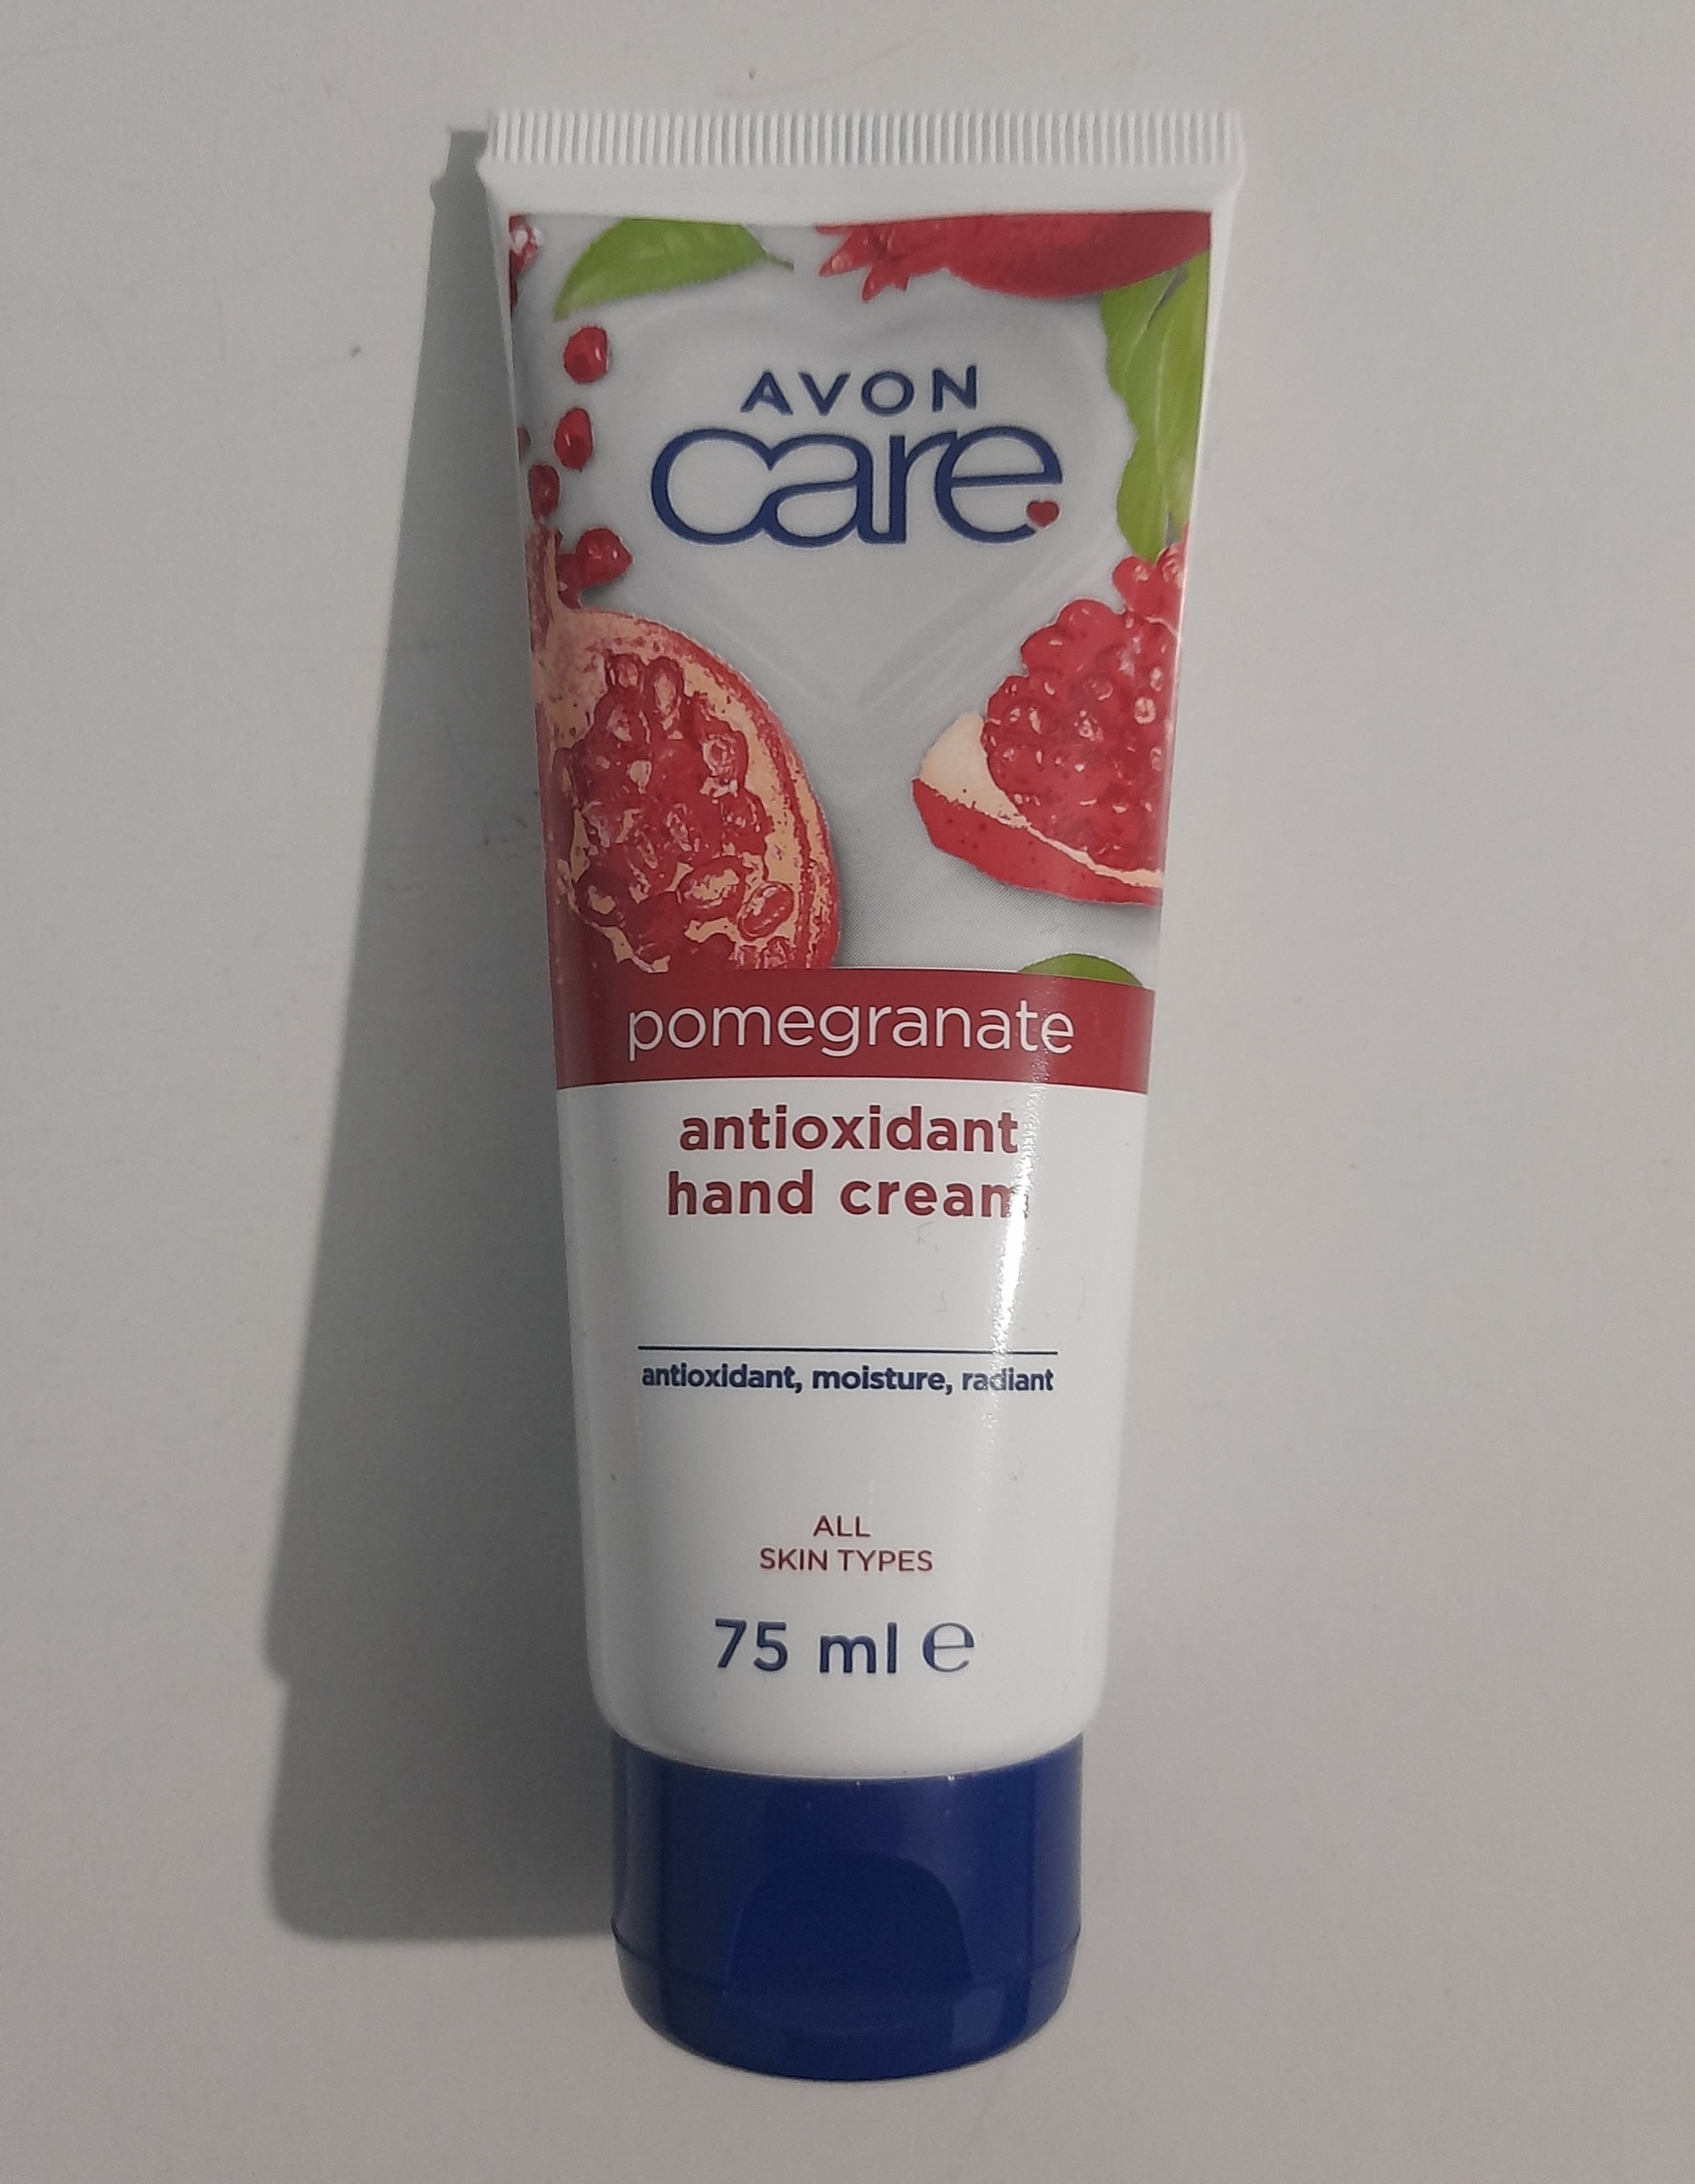 AVON
care
pomegranate
antioxidant
hand cream
antioxidant, moisture, radiant
ALL
SKIN TYPES
75 ml ℮